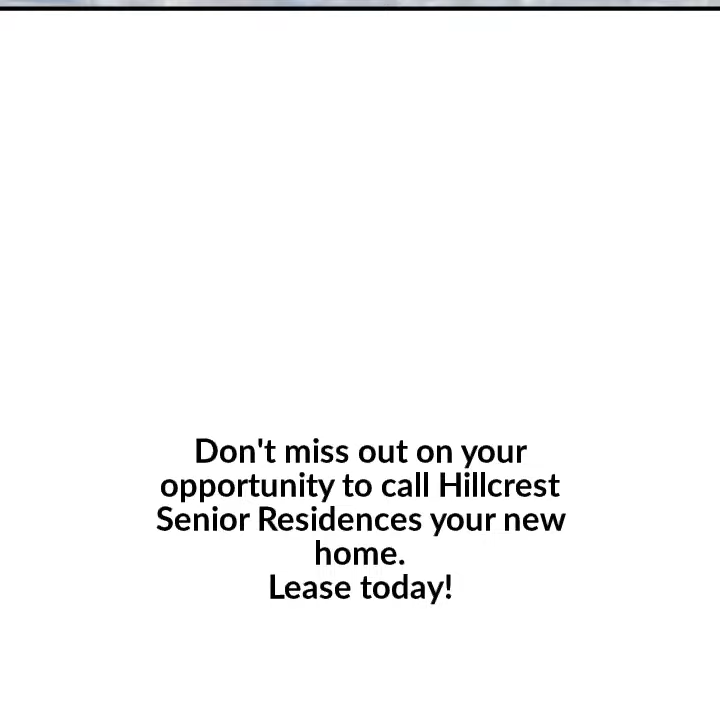 Don't miss out on your
opportunity to call Hillcrest
Senior Residences your new
home.
Lease today!